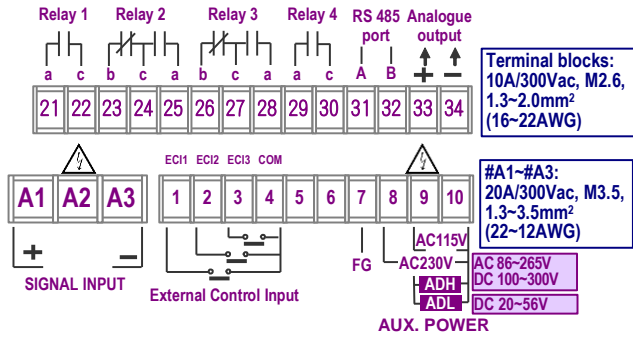 Relay 1 Relay 2 Relay 3 Relay 4 RS 485 port Analogue output
a c b c a b c a a c A B + −
21 22 23 24 25 26 27 28 29 30 31 32 33 34
Terminal blocks:
10A/300Vac, M2.6,
1.3~2.0mm²
(16~22AWG)
ECI1 ECI2 ECI3 COM
A1 A2 A3
1 2 3 4 5 6 7 8 9 10
#A1~#A3:
20A/300Vac, M3.5,
1.3~3.5mm²
(22~12AWG)
+ −
SIGNAL INPUT
External Control Input
FG
AC115V
AC230V
ADH
AC 86~265V
DC 100~300V
ADL
DC 20~56V
AUX. POWER